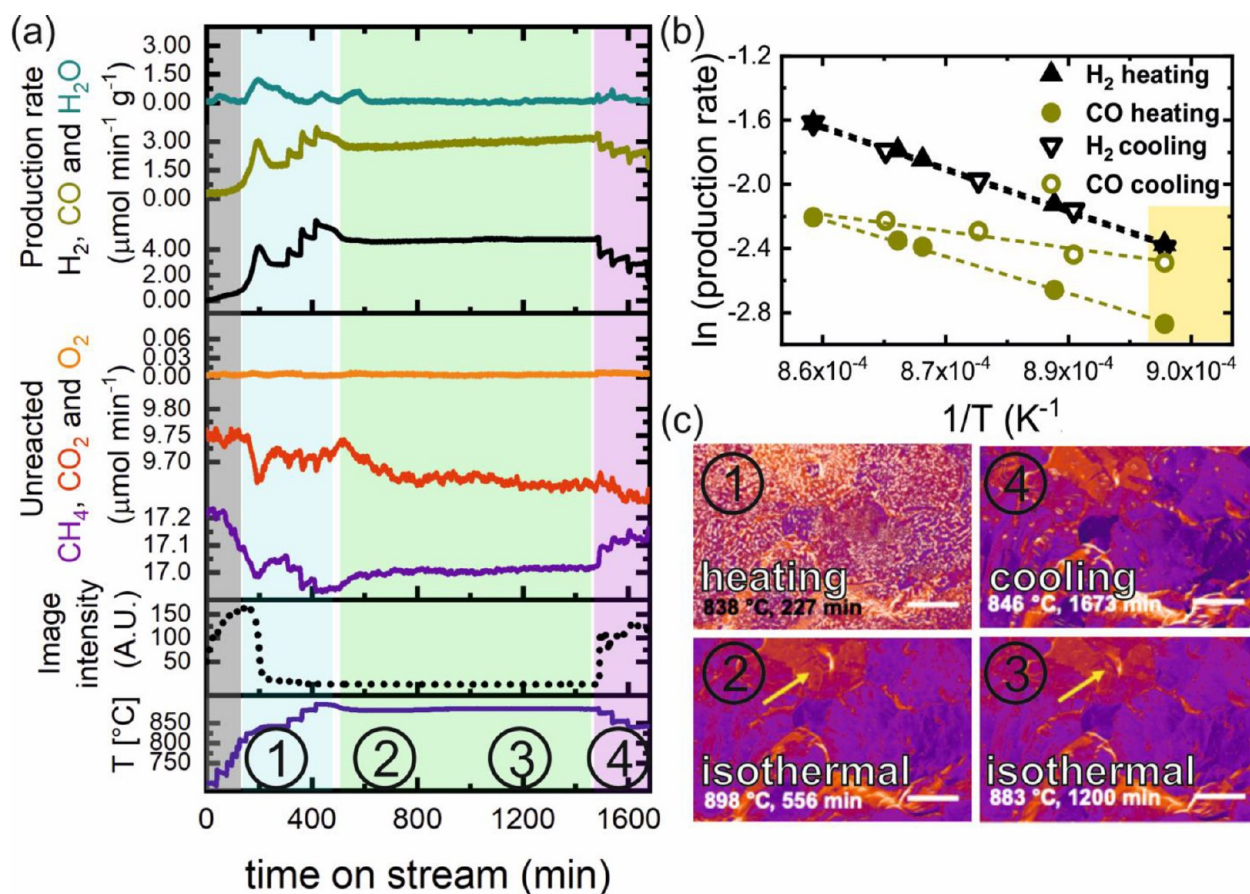 (a)
Production rate
H₂, CO and H₂O
(μmol min⁻¹ g⁻¹)
3.00
1.50
0.00
3.00
1.50
0.00
4.00
2.00
0.00
Unreacted
CH₄, CO₂ and O₂
(μmol min⁻¹)
0.06
0.03
0.00
9.80
9.75
9.70
17.2
17.1
17.0
Image
intensity
(A.U.)
150
100
50
T [°C]
850
800
750
1
2
3
4
0
400
800
1200
1600
time on stream (min)
(b)
ln (production rate)
-1.2
-1.6
-2.0
-2.4
-2.8
H₂ heating
CO heating
H₂ cooling
CO cooling
8.6x10⁻⁴
8.7x10⁻⁴
8.9x10⁻⁴
9.0x10⁻⁴
1/T (K⁻¹
(c)
1
heating
838 °C, 227 min
4
cooling
846 °C, 1673 min
2
isothermal
898 °C, 556 min
3
isothermal
883 °C, 1200 min